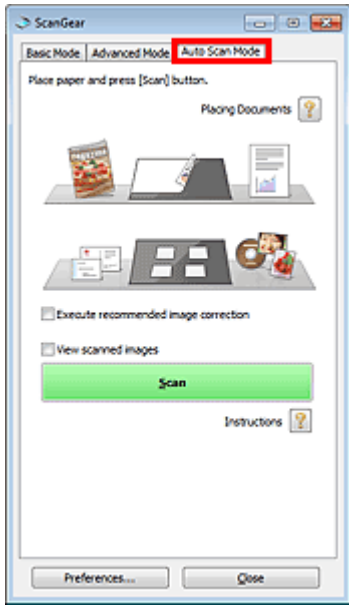 ScanGear
Basic Mode Advanced Mode Auto Scan Mode
Place paper and press [Scan] button.
Placing Documents ?
Execute recommended image correction
View scanned images
Scan
Instructions ?
Preferences... Close